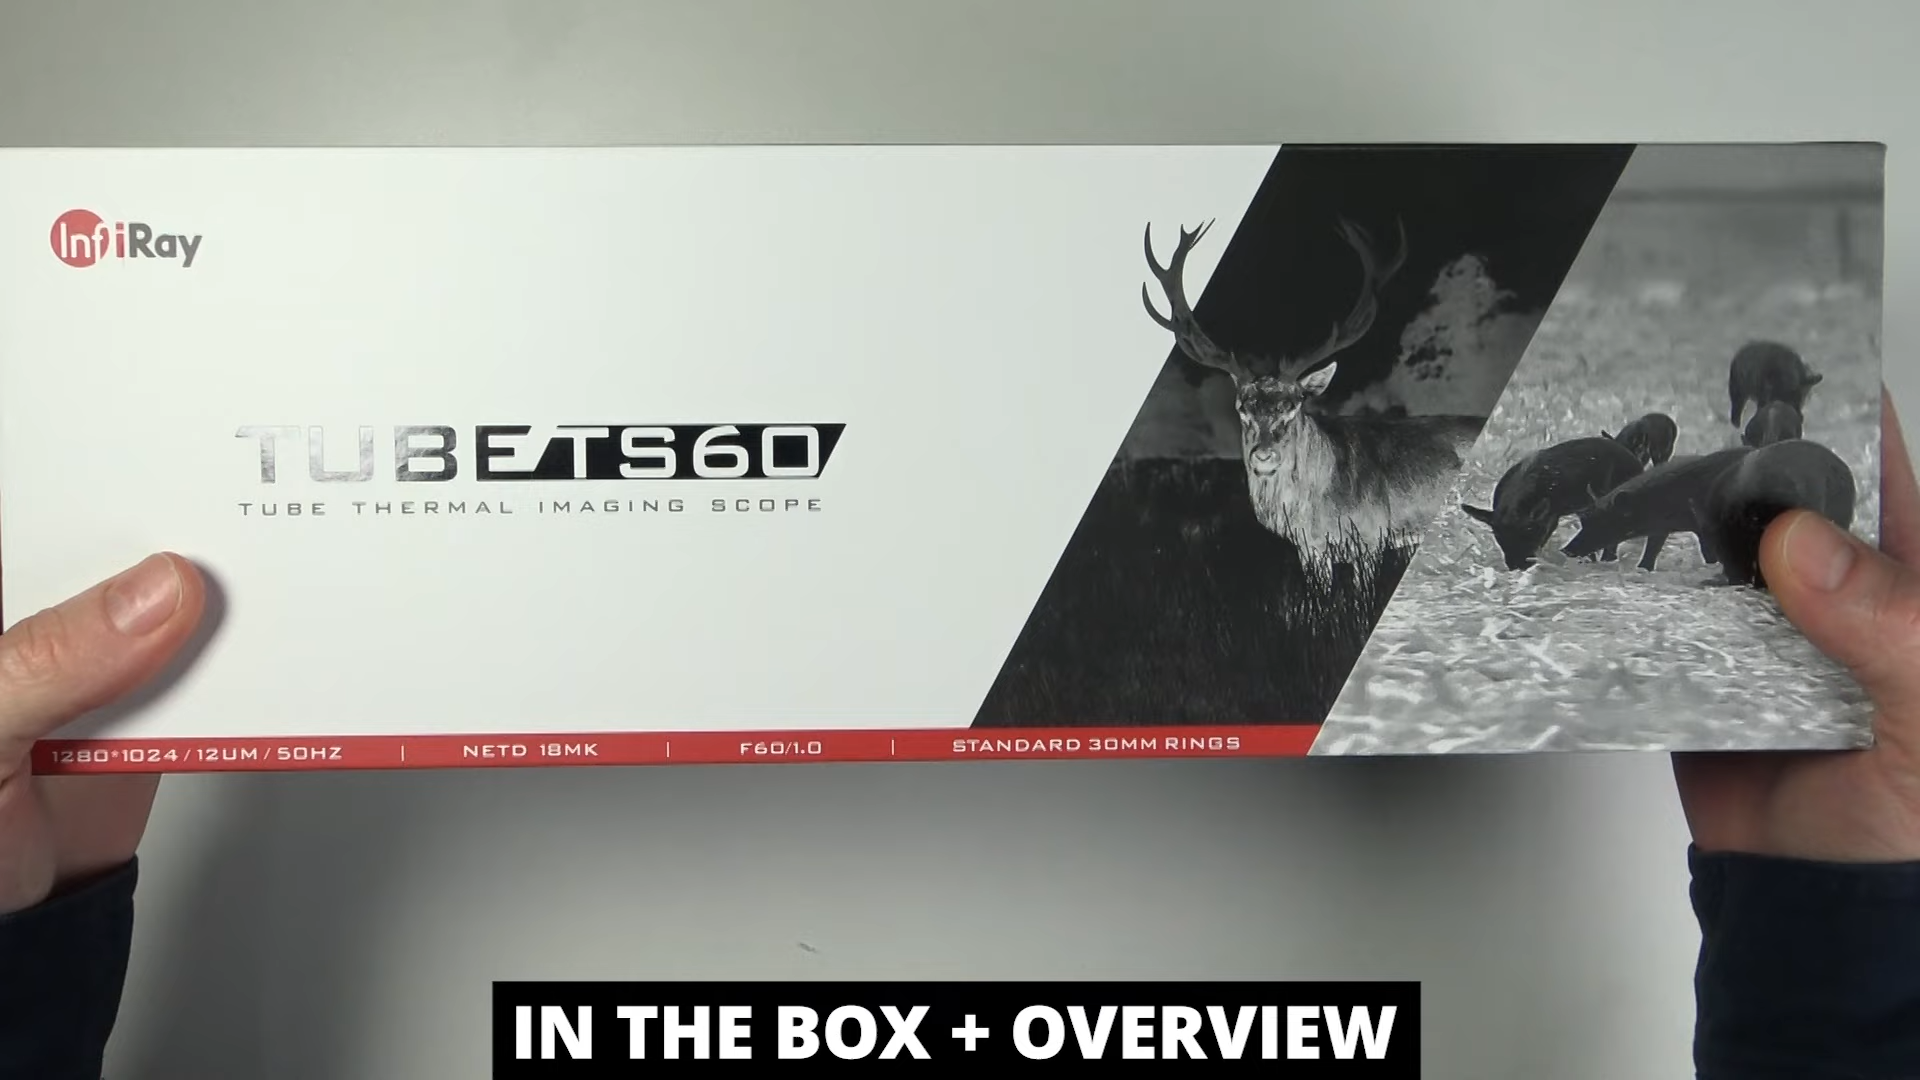 InfiRay
TUBE TS60
TUBE THERMAL IMAGING SCOPE
1280*1024/12UM/50HZ | NETD 18MK | F60/1.0 | STANDARD 30MM RINGS
IN THE BOX + OVERVIEW